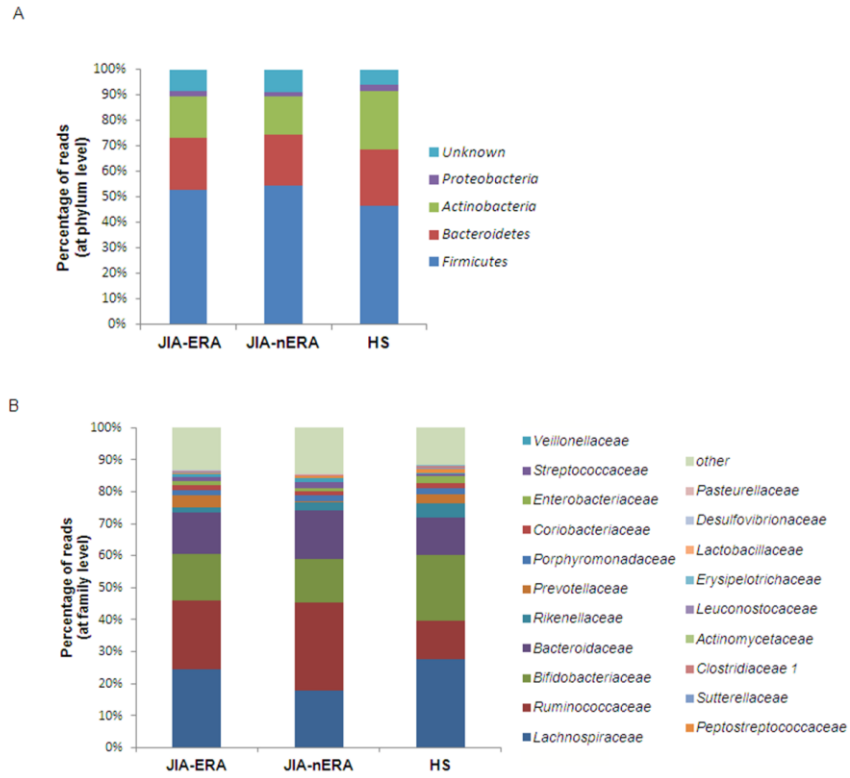 A
Percentage of reads
(at phylum level)
100%
90%
80%
70%
60%
50%
40%
30%
20%
10%
0%
JIA-ERA JIA-nERA HS
Unknown
Proteobacteria
Actinobacteria
Bacteroidetes
Firmicutes
B
Percentage of reads
(at family level)
100%
90%
80%
70%
60%
50%
40%
30%
20%
10%
0%
JIA-ERA JIA-nERA HS
Veillonellaceae
Streptococcaceae
Enterobacteriaceae
Coriobacteriaceae
Porphyromonadaceae
Prevotellaceae
Rikenellaceae
Bacteroidaceae
Bifidobacteriaceae
Ruminococcaceae
Lachnospiraceae
other
Pasteurellaceae
Desulfovibrionaceae
Lactobacillaceae
Erysipelotrichaceae
Leuconostocaceae
Actinomycetaceae
Clostridiaceae 1
Sutterellaceae
Peptostreptococcaceae